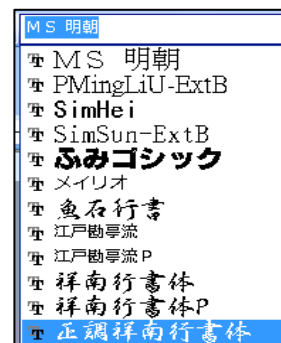 MS 明朝
MS 明朝
PMingLiU-ExtB
SimHei
SimSun-ExtB
ふみゴシック
メイリオ
魚石行書
江戸勘亭流
江戸勘亭流P
祥南行書体
祥南行書体P
正調祥南行書体